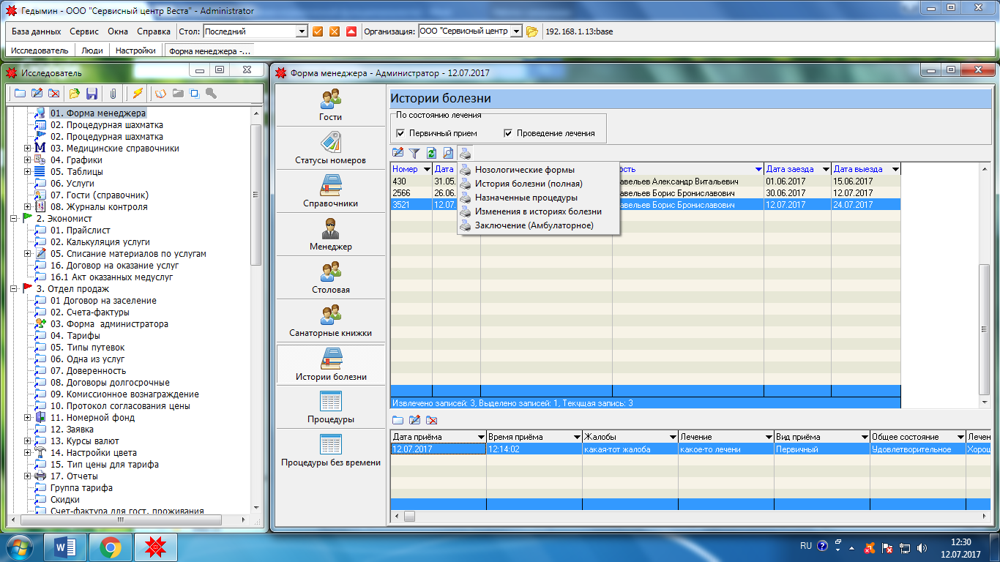 Гедымин - ООО "Сервисный центр Веста" - Administrator
База данных Сервис Окна Справка Стол: Последний Организация: ООО "Сервисный центр 192.168.1.13:base
Исследователь Люди Настройки Форма менеджера -...
Исследователь
01. Форма менеджера
02. Процедурная шахматка
02. Процедурная шахматка
03. Медицинские справочники
04. Графики
05. Таблицы
06. Услуги
07. Гости (справочник)
08. Журналы контроля
2. Экономист
01. Прайслист
02. Калькуляция услуги
05. Списание материалов по услугам
16. Договор на оказание услуг
16.1 Акт оказанных медуслуг
3. Отдел продаж
01 Договор на заселение
02. Счета-фактуры
03. Форма администратора
04. Тарифы
05. Типы путевок
06. Одна из услуг
07. Доверенность
08. Договоры долгосрочные
09. Комиссионное вознаграждение
10. Протокол согласования цены
11. Номерной фонд
12. Заявка
13. Курсы валют
14. Настройки цвета
15. Тип цены для тарифа
17. Отчеты
Группа тарифа
Скидки
Счет-фактура для гост. проживания
Форма менеджера - Администратор - 12.07.2017
Гости
Статусы номеров
Справочники
Менеджер
Столовая
Санаторные книжки
Истории болезни
Процедуры
Процедуры без времени
Истории болезни
По состоянию лечения
Первичный прием Проведение лечения
Номер Дата ость Дата заезда Дата выезда
430 31.05. авельев Александр Витальевич 01.06.2017 15.06.2017
2566 26.06. авельев Борис Брониславович 30.06.2017 12.07.2017
3521 12.07. авельев Борис Брониславович 12.07.2017 24.07.2017
Нозологические формы
История болезни (полная)
Назначенные процедуры
Изменения в историях болезни
Заключение (Амбулаторное)
Извлечено записей: 3, Выделено записей: 1, Текущая запись: 3
Дата приёма Время приёма Жалобы Лечение Вид приёма Общее состояние Лечен
12.07.2017 12:14:02 какая-тот жалоба какое-то лечени Первичный Удовлетворительное Хорош
RU 12:30
12.07.2017